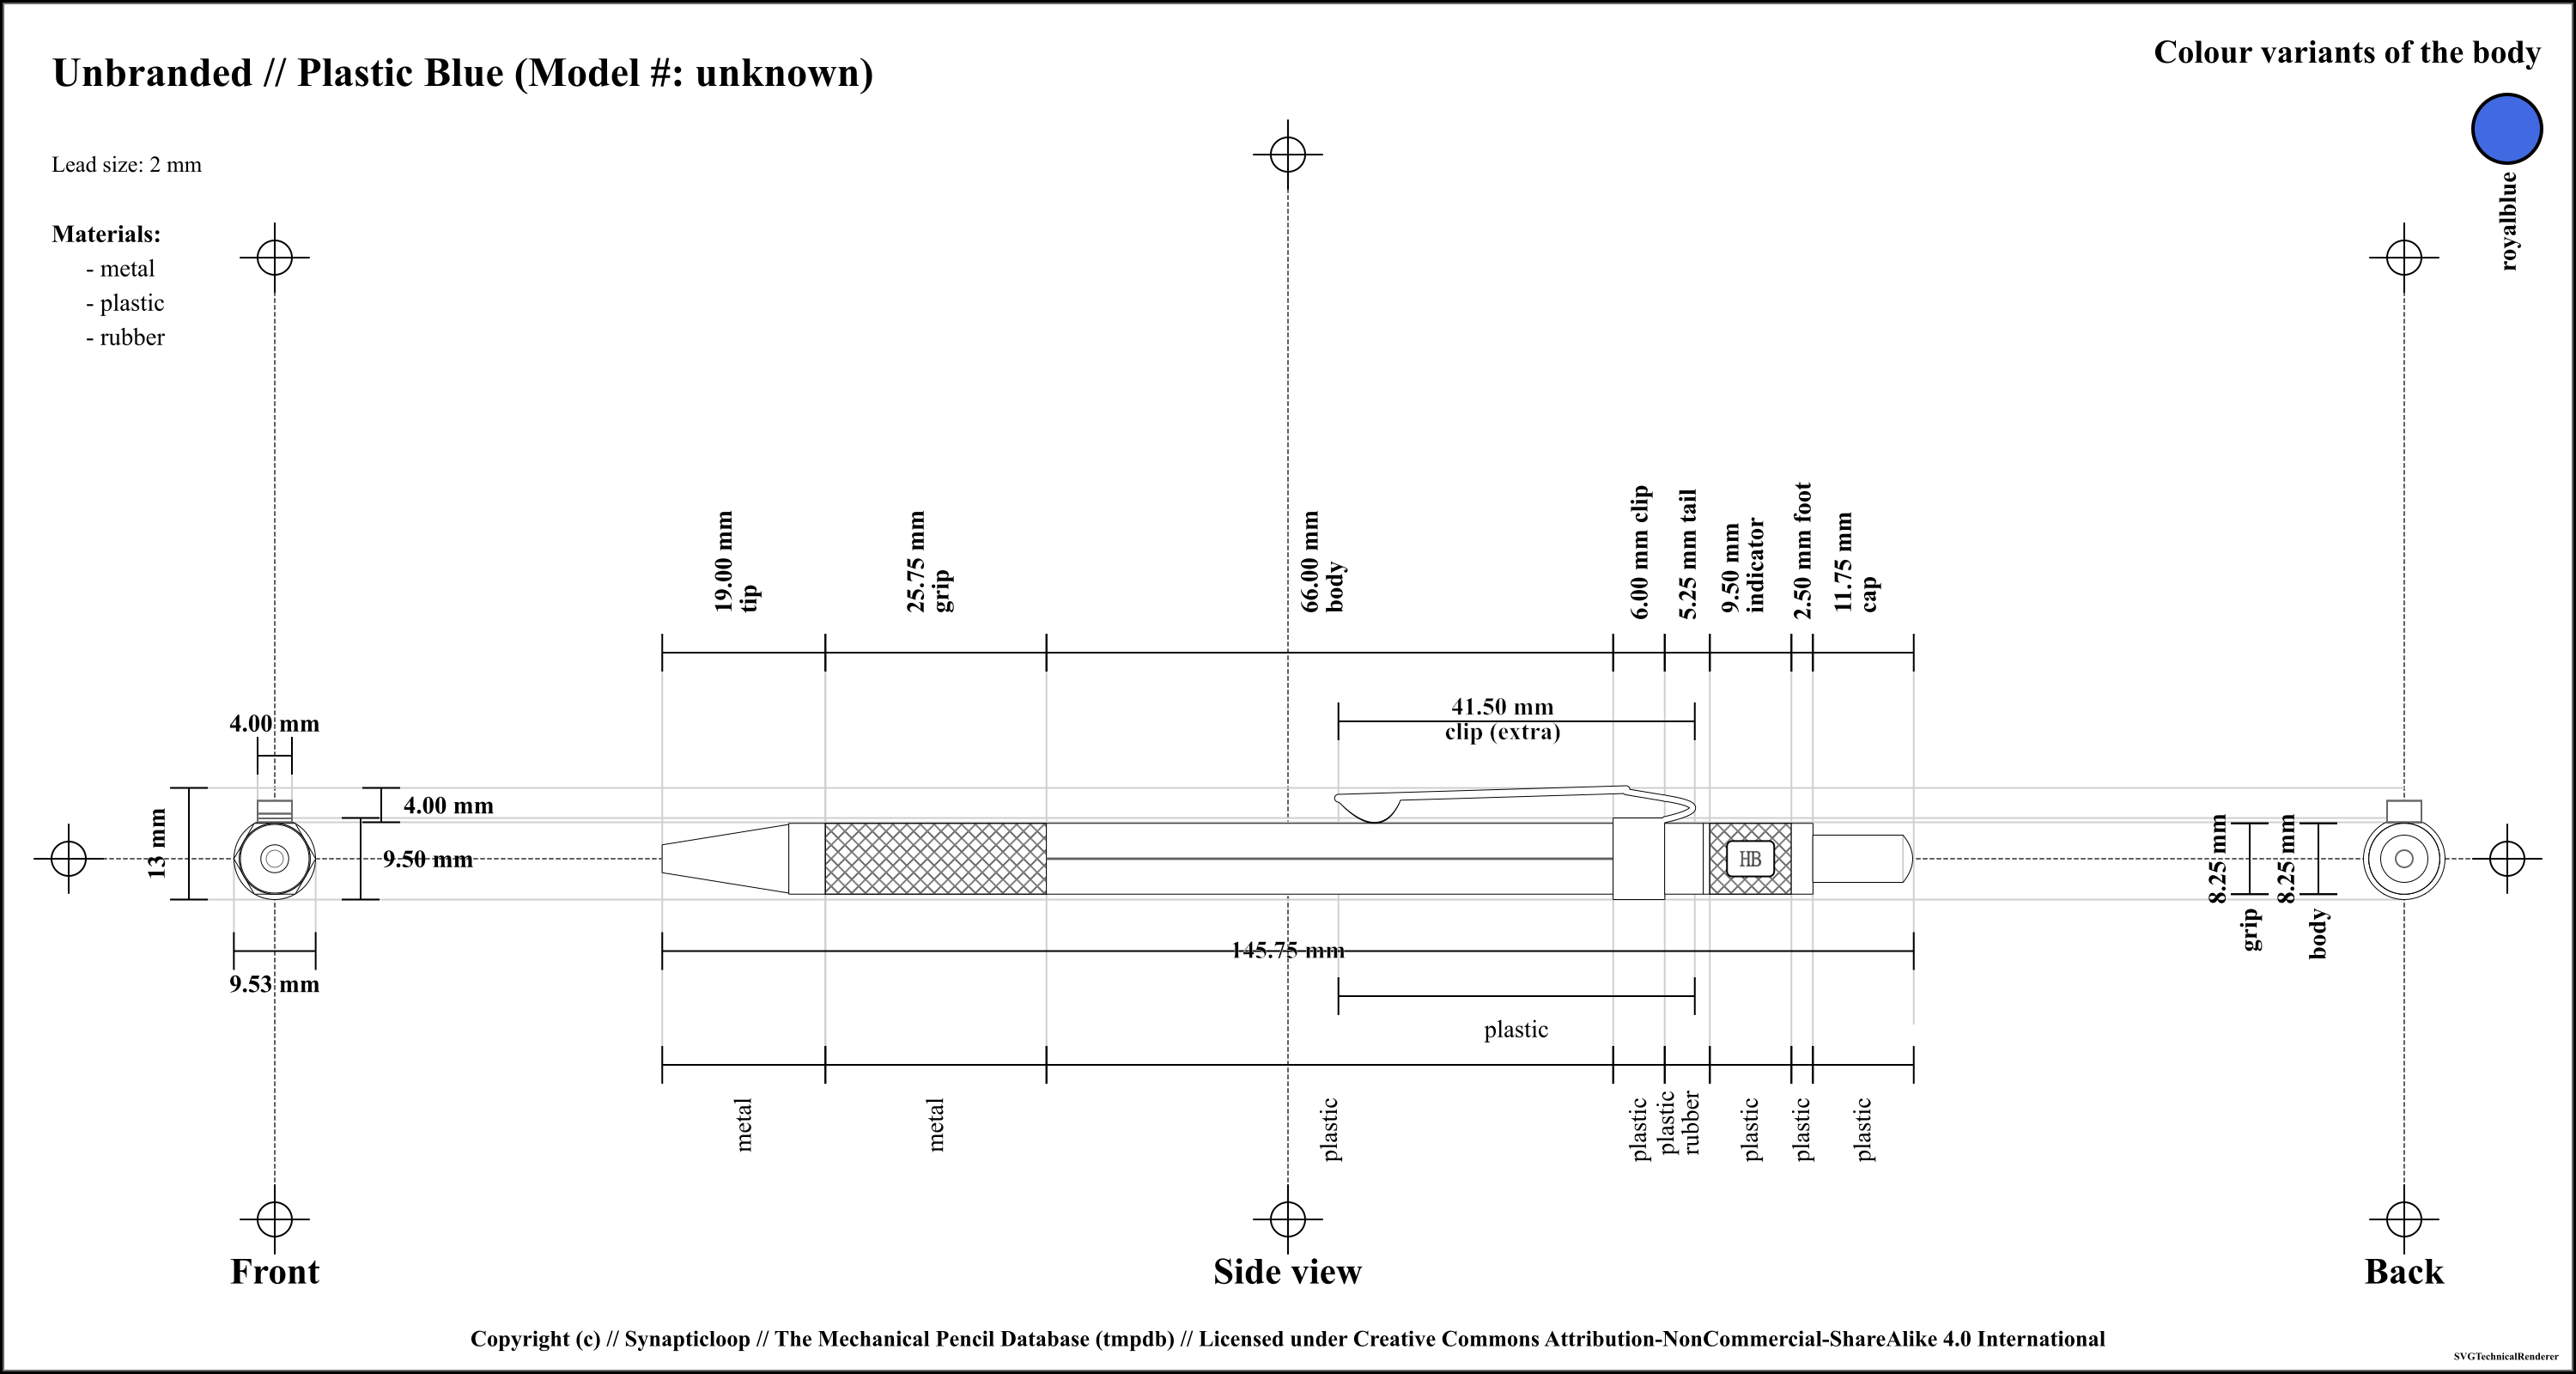 Unbranded // Plastic Blue (Model #: unknown)
Colour variants of the body
royalblue
Lead size: 2 mm
Materials:
- metal
- plastic
- rubber
19.00 mm
tip
25.75 mm
grip
66.00 mm
body
6.00 mm clip
5.25 mm tail
9.50 mm
indicator
2.50 mm foot
11.75 mm
cap
41.50 mm
clip (extra)
4.00 mm
4.00 mm
13 mm
9.50 mm
9.53 mm
HB
8.25 mm
grip
8.25 mm
body
145.75 mm
plastic
metal
metal
plastic
plastic
plastic
rubber
plastic
plastic
plastic
Front
Side view
Back
Copyright (c) // Synapticloop // The Mechanical Pencil Database (tmpdb) // Licensed under Creative Commons Attribution-NonCommercial-ShareAlike 4.0 International
SVGTechnicalRenderer